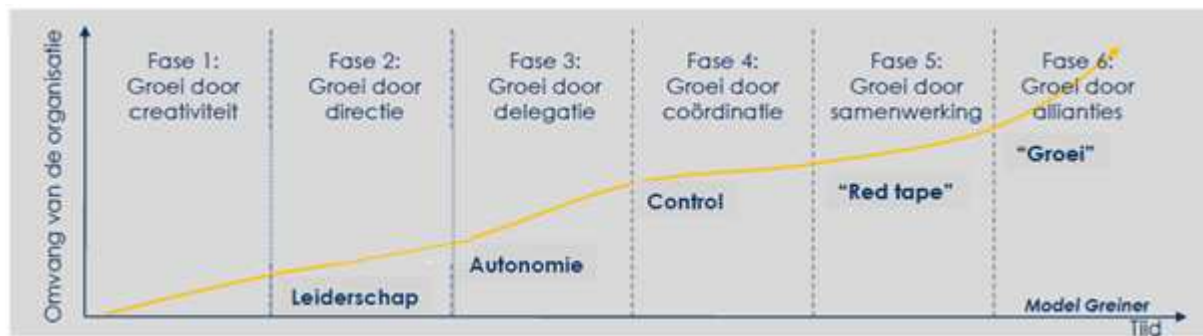 Omvang van de organisatie
Fase 1:
Groei door
creativiteit
Fase 2:
Groei door
directie
Fase 3:
Groei door
delegatie
Fase 4:
Groei door
coördinatie
Fase 5:
Groei door
samenwerking
Fase 6:
Groei door
allianties
Leiderschap
Autonomie
Control
“Red tape”
“Groei”
Model Greiner
Tijd